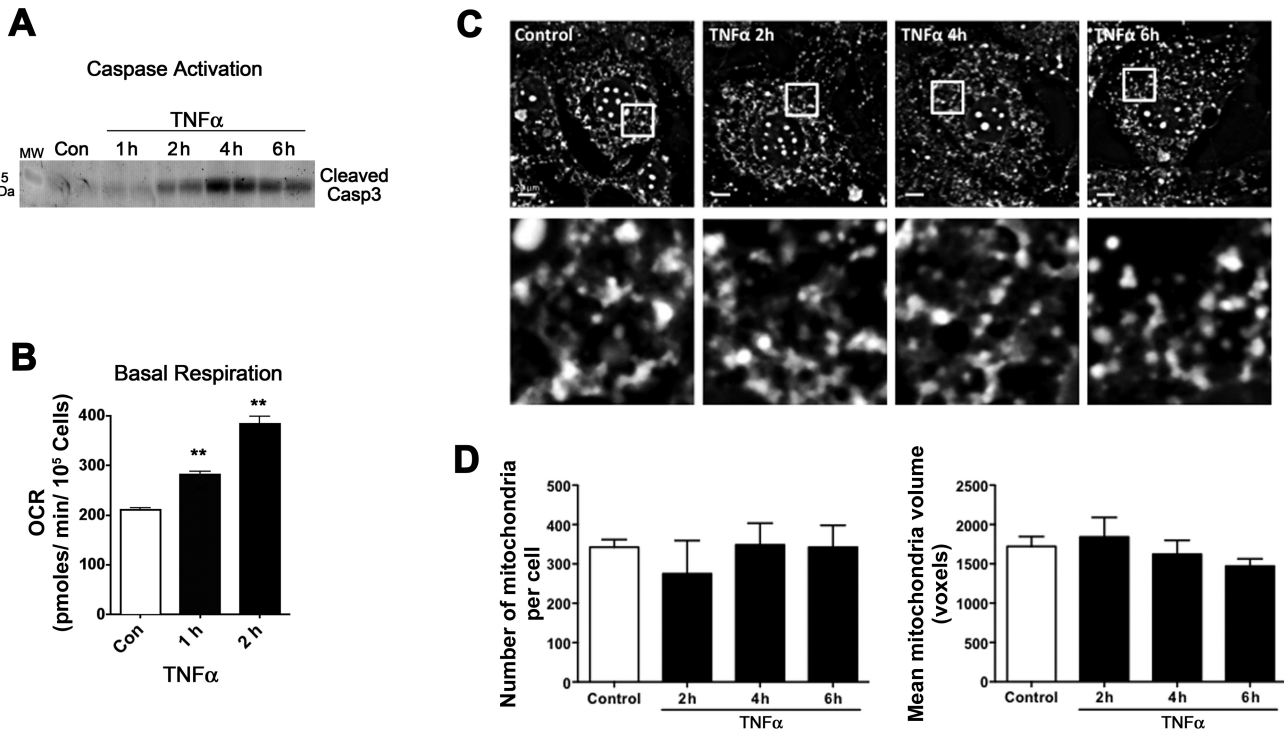 A
Caspase Activation
TNFα
MW Con 1 h 2 h 4 h 6 h
5
Da
Cleaved
Casp3
B
Basal Respiration
OCR
(pmoles/ min/ 10⁵ Cells)
400
300
200
100
0
**
**
Con 1 h 2 h
TNFα
C
Control
TNFα 2h
TNFα 4h
TNFα 6h
D
Number of mitochondria
per cell
500
400
300
200
100
0
Control 2h 4h 6h
TNFα
Mean mitochondria volume
(voxels)
2500
2000
1500
1000
500
0
Control 2h 4h 6h
TNFα